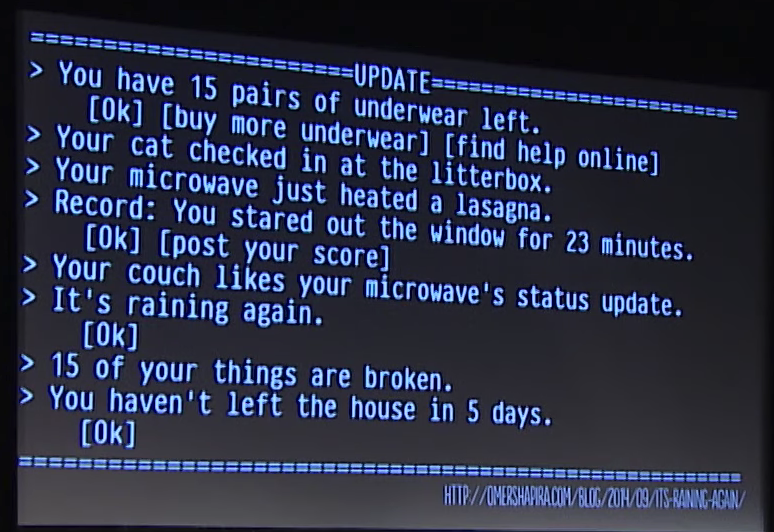 ==========================UPDATE==========================
> You have 15 pairs of underwear left.
[Ok] [buy more underwear] [find help online]
> Your cat checked in at the litterbox.
> Your microwave just heated a lasagna.
> Record: You stared out the window for 23 minutes.
[Ok] [post your score]
> Your couch likes your microwave's status update.
> It's raining again.
[Ok]
> 15 of your things are broken.
> You haven't left the house in 5 days.
[Ok]
==========================================================
HTTP://OMERSHAPIRA.COM/BLOG/2014/09/ITS-RAINING-AGAIN/